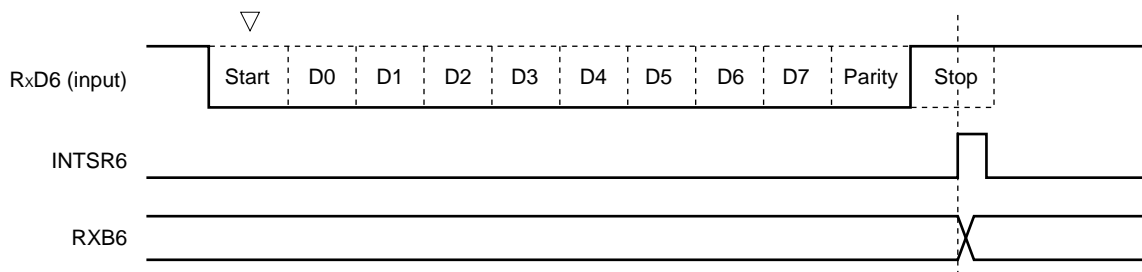 RxD6 (input) Start D0 D1 D2 D3 D4 D5 D6 D7 Parity Stop
INTSR6
RXB6